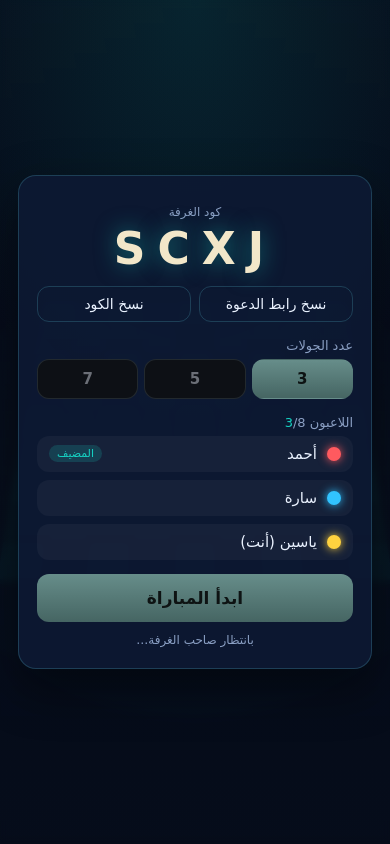 كود الغرفة
SCXJ
نسخ رابط الدعوة
نسخ الكود
عدد الجولات
3
5
7
اللاعبون 3/8
أحمد
المضيف
سارة
ياسين (أنت)
ابدأ المباراة
بانتظار صاحب الغرفة...